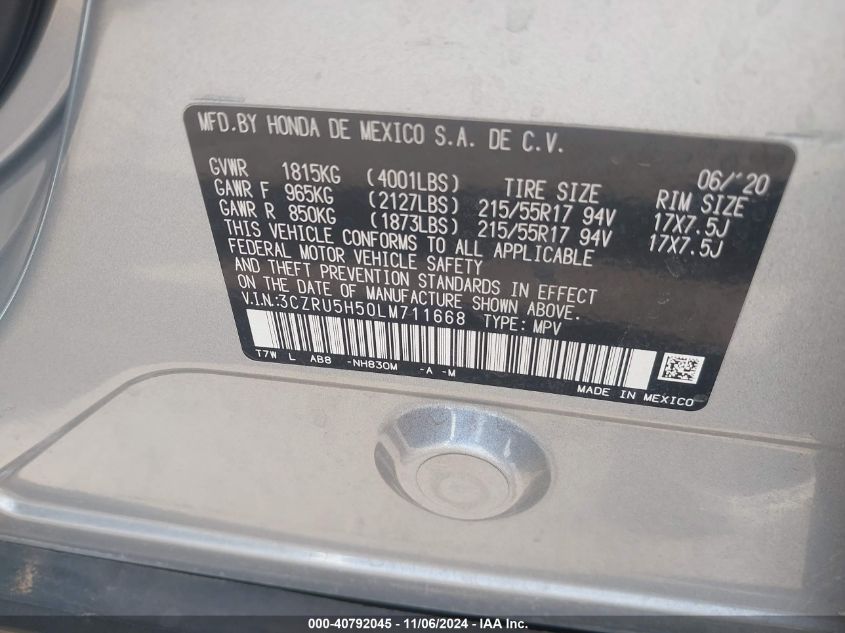 MFD.BY HONDA DE MEXICO S.A. DE C.V.
06/'20
GVWR 1815KG (4001LBS) TIRE SIZE RIM SIZE
GAWR F 965KG (2127LBS) 215/55R17 94V 17X7.5J
GAWR R 850KG (1873LBS) 215/55R17 94V 17X7.5J
THIS VEHICLE CONFORMS TO ALL APPLICABLE
FEDERAL MOTOR VEHICLE SAFETY
AND THEFT PREVENTION STANDARDS IN EFFECT
ON THE DATE OF MANUFACTURE SHOWN ABOVE.
V.I.N.:3CZRU5H50LM711668 TYPE: MPV
T7W L AB8 -NH830M -A -M
MADE IN MEXICO
000-40792045 - 11/06/2024 - IAA Inc.